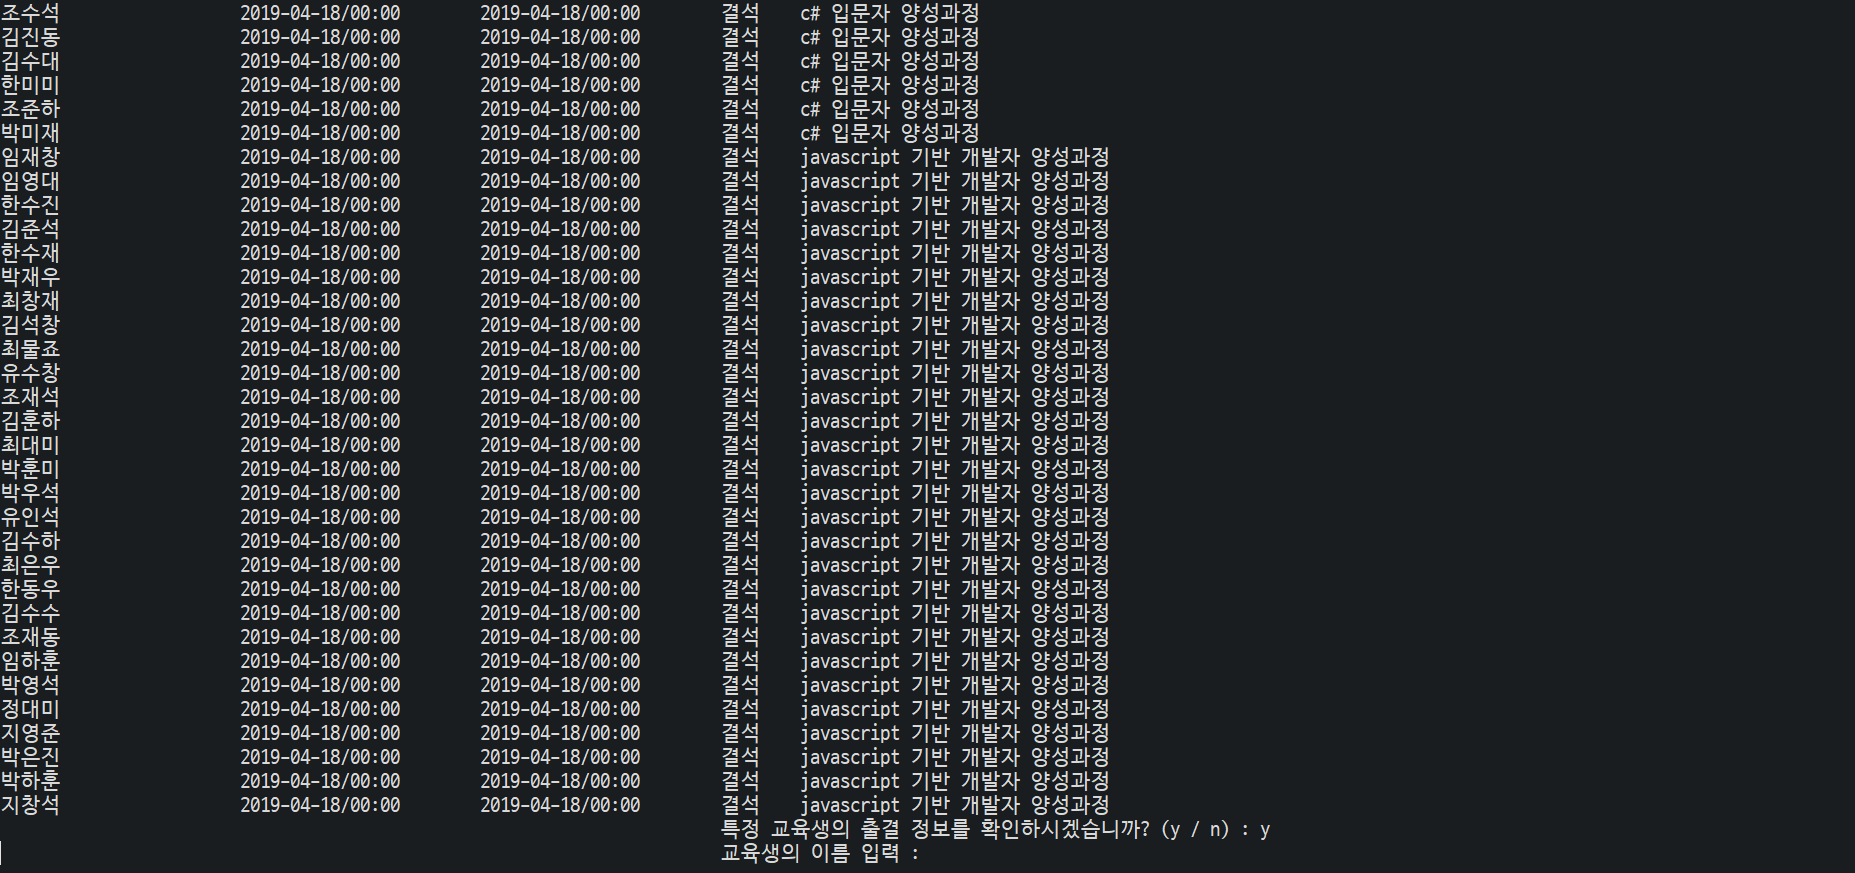 조수석 2019-04-18/00:00 2019-04-18/00:00 결석 c# 입문자 양성과정
김진동 2019-04-18/00:00 2019-04-18/00:00 결석 c# 입문자 양성과정
김수대 2019-04-18/00:00 2019-04-18/00:00 결석 c# 입문자 양성과정
한미미 2019-04-18/00:00 2019-04-18/00:00 결석 c# 입문자 양성과정
조준하 2019-04-18/00:00 2019-04-18/00:00 결석 c# 입문자 양성과정
박미재 2019-04-18/00:00 2019-04-18/00:00 결석 c# 입문자 양성과정
임재창 2019-04-18/00:00 2019-04-18/00:00 결석 javascript 기반 개발자 양성과정
임영대 2019-04-18/00:00 2019-04-18/00:00 결석 javascript 기반 개발자 양성과정
한수진 2019-04-18/00:00 2019-04-18/00:00 결석 javascript 기반 개발자 양성과정
김준석 2019-04-18/00:00 2019-04-18/00:00 결석 javascript 기반 개발자 양성과정
한수재 2019-04-18/00:00 2019-04-18/00:00 결석 javascript 기반 개발자 양성과정
박재우 2019-04-18/00:00 2019-04-18/00:00 결석 javascript 기반 개발자 양성과정
최창재 2019-04-18/00:00 2019-04-18/00:00 결석 javascript 기반 개발자 양성과정
김석창 2019-04-18/00:00 2019-04-18/00:00 결석 javascript 기반 개발자 양성과정
최물죠 2019-04-18/00:00 2019-04-18/00:00 결석 javascript 기반 개발자 양성과정
유수창 2019-04-18/00:00 2019-04-18/00:00 결석 javascript 기반 개발자 양성과정
조재석 2019-04-18/00:00 2019-04-18/00:00 결석 javascript 기반 개발자 양성과정
김훈하 2019-04-18/00:00 2019-04-18/00:00 결석 javascript 기반 개발자 양성과정
최대미 2019-04-18/00:00 2019-04-18/00:00 결석 javascript 기반 개발자 양성과정
박훈미 2019-04-18/00:00 2019-04-18/00:00 결석 javascript 기반 개발자 양성과정
박우석 2019-04-18/00:00 2019-04-18/00:00 결석 javascript 기반 개발자 양성과정
유인석 2019-04-18/00:00 2019-04-18/00:00 결석 javascript 기반 개발자 양성과정
김수하 2019-04-18/00:00 2019-04-18/00:00 결석 javascript 기반 개발자 양성과정
최은우 2019-04-18/00:00 2019-04-18/00:00 결석 javascript 기반 개발자 양성과정
한동우 2019-04-18/00:00 2019-04-18/00:00 결석 javascript 기반 개발자 양성과정
김수수 2019-04-18/00:00 2019-04-18/00:00 결석 javascript 기반 개발자 양성과정
조재동 2019-04-18/00:00 2019-04-18/00:00 결석 javascript 기반 개발자 양성과정
임하훈 2019-04-18/00:00 2019-04-18/00:00 결석 javascript 기반 개발자 양성과정
박영석 2019-04-18/00:00 2019-04-18/00:00 결석 javascript 기반 개발자 양성과정
정대미 2019-04-18/00:00 2019-04-18/00:00 결석 javascript 기반 개발자 양성과정
지영준 2019-04-18/00:00 2019-04-18/00:00 결석 javascript 기반 개발자 양성과정
박은진 2019-04-18/00:00 2019-04-18/00:00 결석 javascript 기반 개발자 양성과정
박하훈 2019-04-18/00:00 2019-04-18/00:00 결석 javascript 기반 개발자 양성과정
지창석 2019-04-18/00:00 2019-04-18/00:00 결석 javascript 기반 개발자 양성과정
특정 교육생의 출결 정보를 확인하시겠습니까? (y / n) : y
교육생의 이름 입력 :